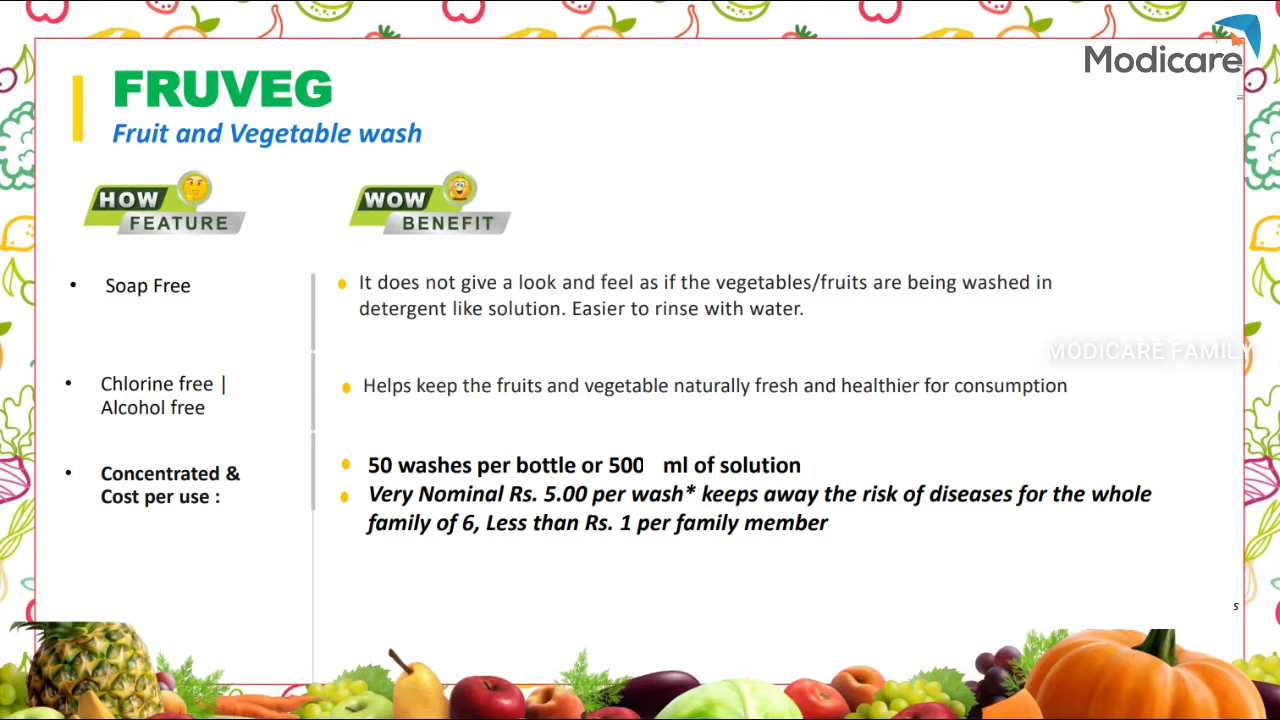 Modicare
FRUVEG
Fruit and Vegetable wash
HOW
FEATURE
WOW
BENEFIT
• Soap Free
• It does not give a look and feel as if the vegetables/fruits are being washed in
detergent like solution. Easier to rinse with water.
MODICARE FAMILY
• Chlorine free |
Alcohol free
• Helps keep the fruits and vegetable naturally fresh and healthier for consumption
• Concentrated &
Cost per use :
• 50 washes per bottle or 500 ml of solution
• Very Nominal Rs. 5.00 per wash* keeps away the risk of diseases for the whole
family of 6, Less than Rs. 1 per family member
5